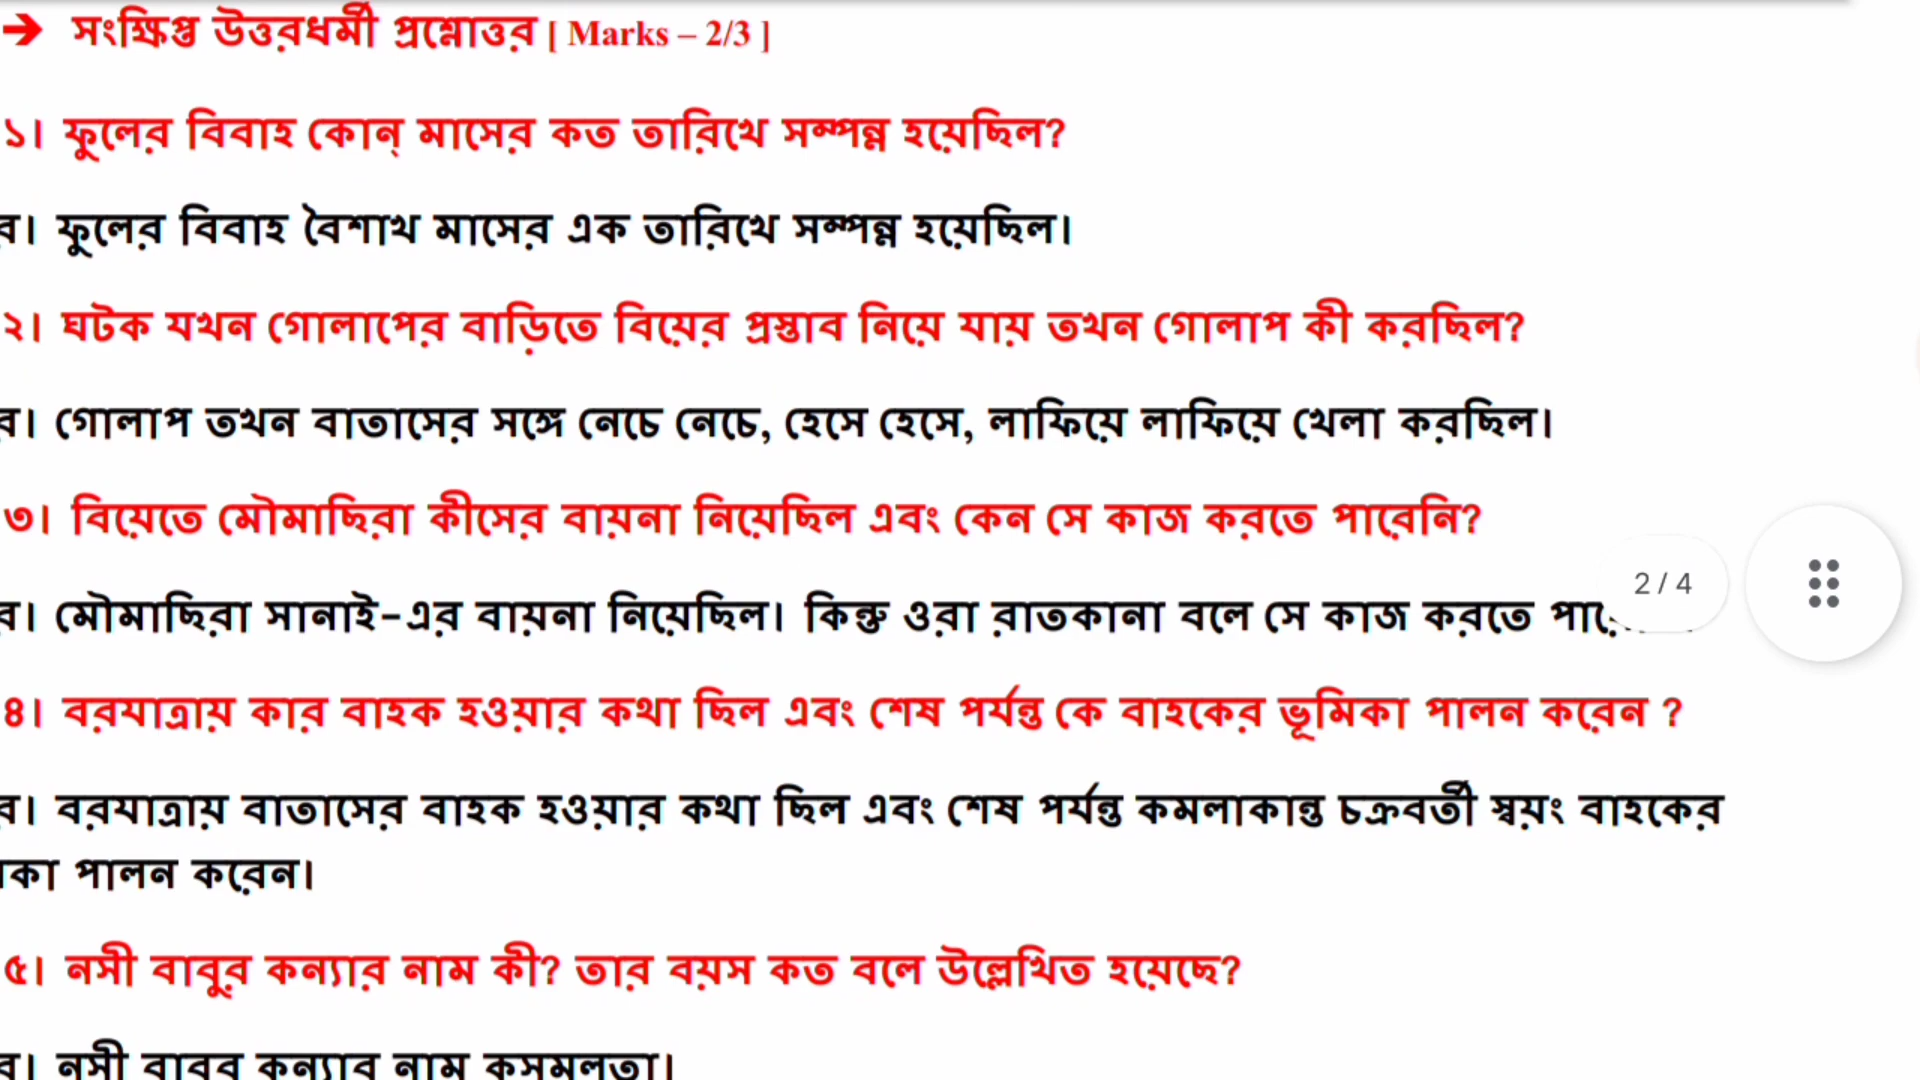 ➔ সংক্ষিপ্ত উত্তরধর্মী প্রশ্নোত্তর [ Marks – 2/3 ]
১। ফুলের বিবাহ কোন্ মাসের কত তারিখে সম্পন্ন হয়েছিল?
র। ফুলের বিবাহ বৈশাখ মাসের এক তারিখে সম্পন্ন হয়েছিল।
২। ঘটক যখন গোলাপের বাড়িতে বিয়ের প্রস্তাব নিয়ে যায় তখন গোলাপ কী করছিল?
র। গোলাপ তখন বাতাসের সঙ্গে নেচে নেচে, হেসে হেসে, লাফিয়ে লাফিয়ে খেলা করছিল।
৩। বিয়েতে মৌমাছিরা কীসের বায়না নিয়েছিল এবং কেন সে কাজ করতে পারেনি?
র। মৌমাছিরা সানাই-এর বায়না নিয়েছিল। কিন্তু ওরা রাতকানা বলে সে কাজ করতে
2 / 4
৪। বরযাত্রায় কার বাহক হওয়ার কথা ছিল এবং শেষ পর্যন্ত কে বাহকের ভূমিকা পালন করেন ?
র। বরযাত্রায় বাতাসের বাহক হওয়ার কথা ছিল এবং শেষ পর্যন্ত কমলাকান্ত চক্রবর্তী স্বয়ং বাহকের
পালন করেন।
৫। নসী বাবুর কন্যার নাম কী? তার বয়স কত বলে উল্লেখিত হয়েছে?
র। নসী বাবুর কন্যার নাম কুসুমলতা।